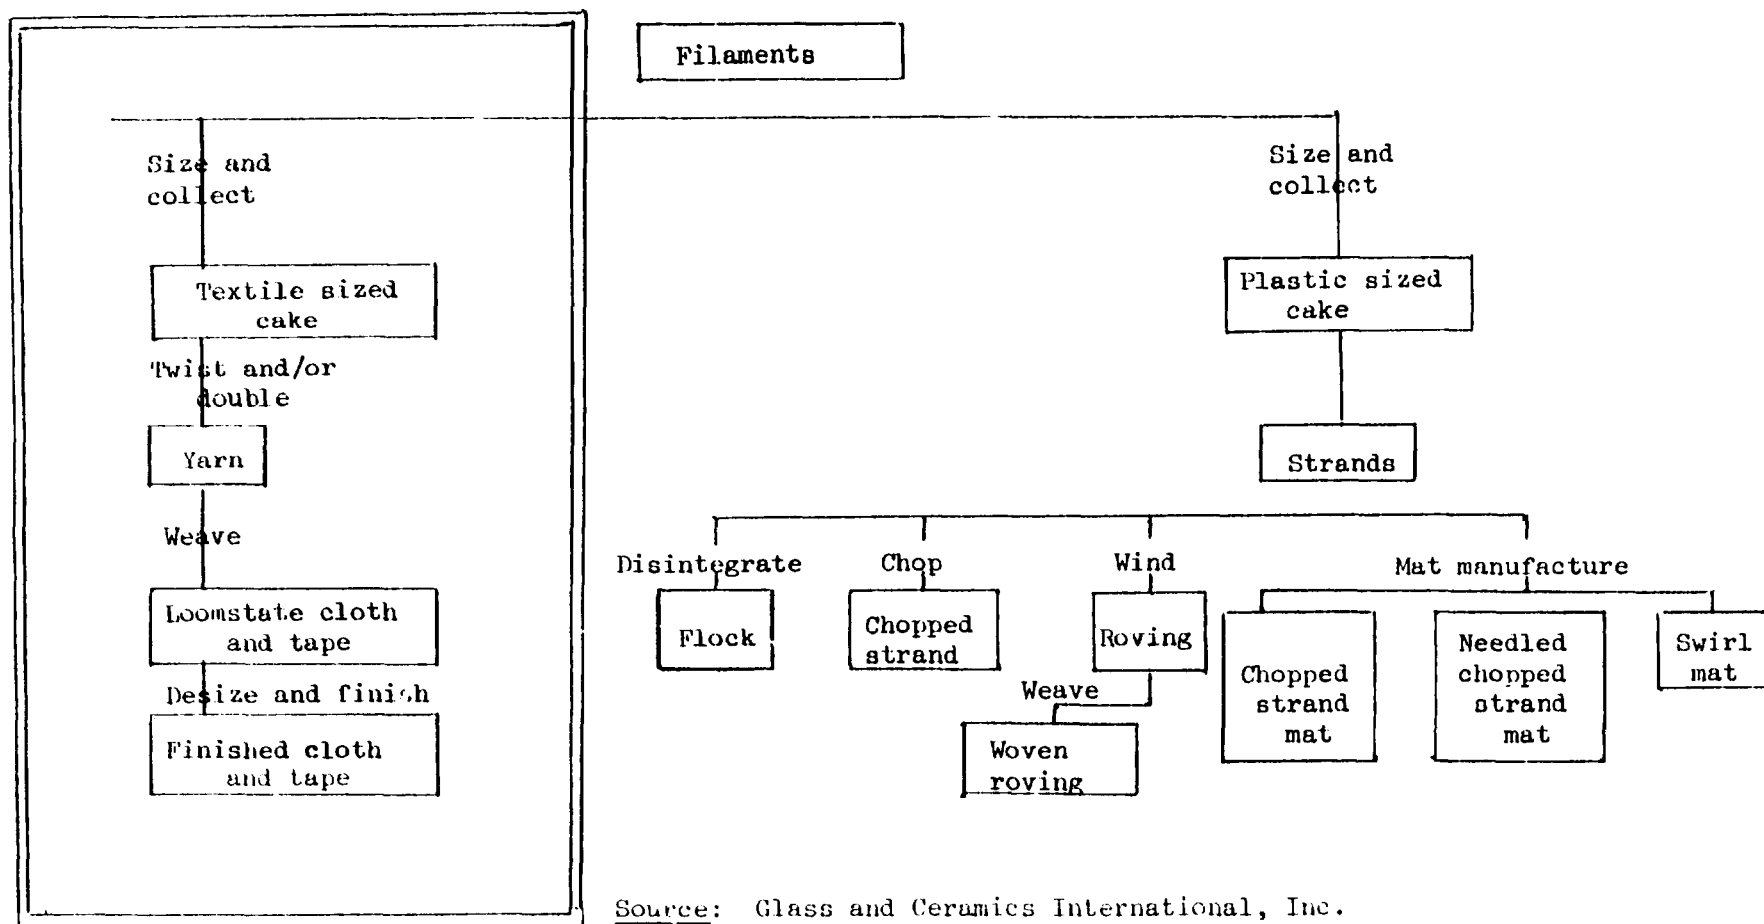 Filaments
Size and
collect
Textile sized
cake
Twist and/or
double
Yarn
Weave
Loomstate cloth
and tape
Desize and finish
Finished cloth
and tape
Size and
collect
Plastic sized
cake
Strands
Disintegrate
Flock
Chop
Chopped
strand
Wind
Roving
Weave
Woven
roving
Mat manufacture
Chopped
strand
mat
Needled
chopped
strand
mat
Swirl
mat
Source: Glass and Ceramics International, Inc.